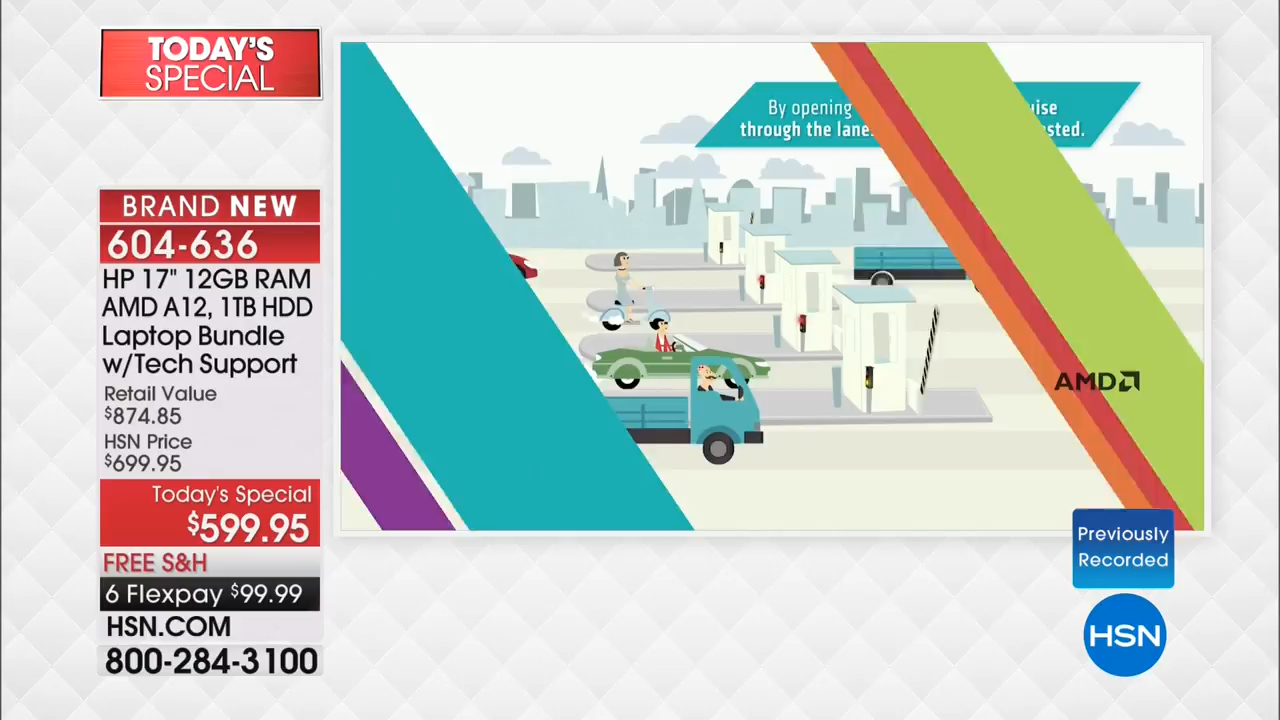 TODAY'S
SPECIAL
BRAND NEW
604-636
HP 17" 12GB RAM
AMD A12, 1TB HDD
Laptop Bundle
w/Tech Support
Retail Value
$874.85
HSN Price
$699.95
Today's Special
$599.95
FREE S&H
6 Flexpay $99.99
HSN.COM
800-284-3100
By opening
through the lane
AMD
Previously
Recorded
HSN